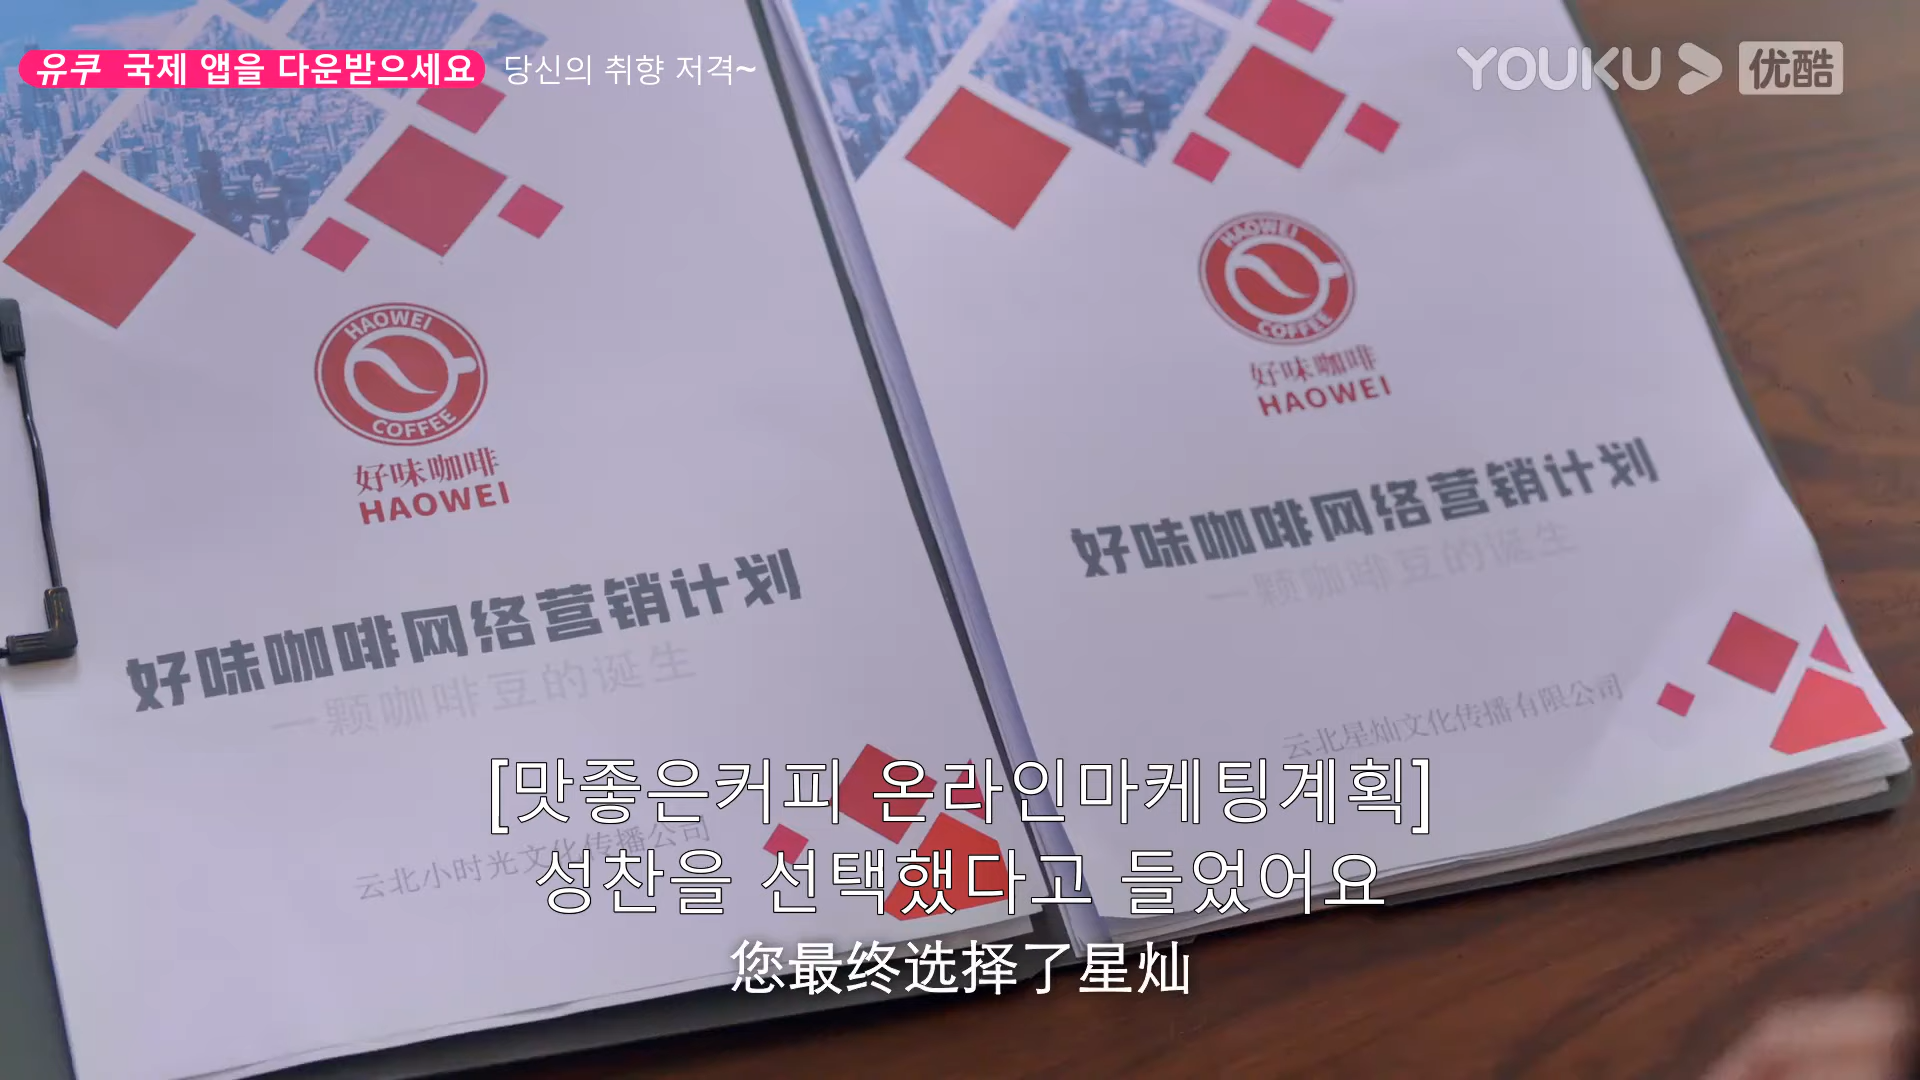 유쿠 국제 앱을 다운받으세요 당신의 취향 저격~
YOUKU 优酷
HAOWEI
COFFEE
好味咖啡
HAOWEI
好味咖啡网络营销计划
一颗咖啡豆的诞生
云北小时光文化传播公司
HAOWEI
COFFEE
好味咖啡
HAOWEI
好味咖啡网络营销计划
一颗咖啡豆的诞生
云北星灿文化传播有限公司
[맛좋은커피 온라인마케팅계획]
성찬을 선택했다고 들었어요
您最终选择了星灿